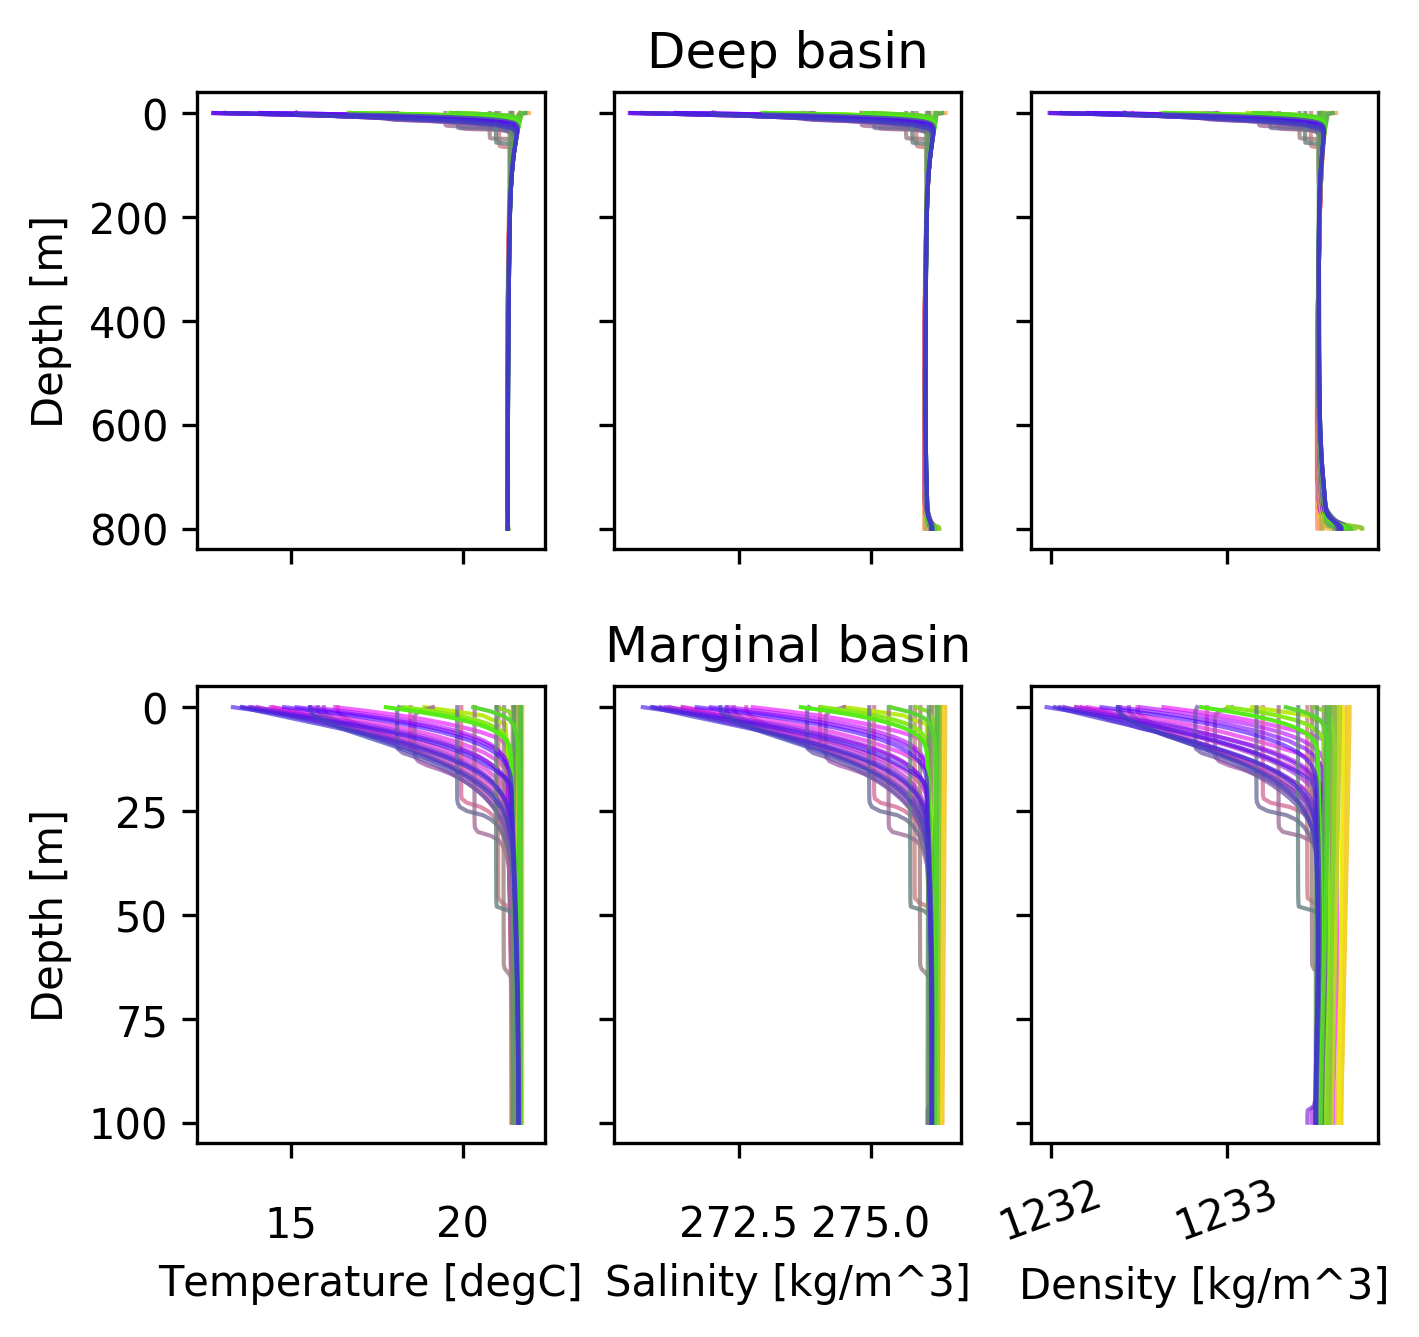 Deep basin
0
200
400
600
800
Depth [m]
Marginal basin
0
25
50
75
100
Depth [m]
15 20
272.5 275.0
1232 1233
Temperature [degC] Salinity [kg/m^3] Density [kg/m^3]